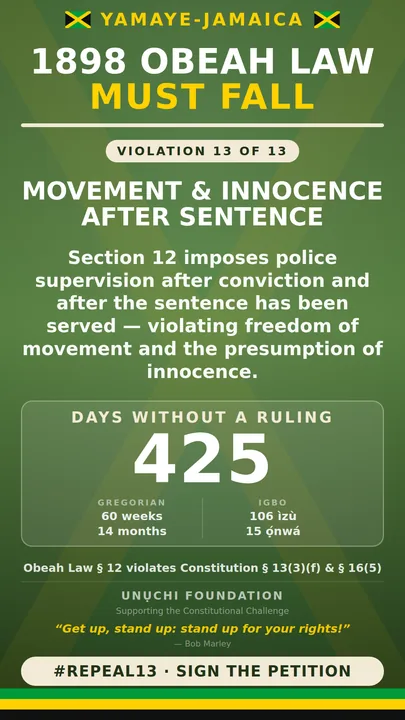 YAMAYE-JAMAICA
1898 OBEAH LAW
MUST FALL
VIOLATION 13 OF 13
MOVEMENT & INNOCENCE
AFTER SENTENCE
Section 12 imposes police
supervision after conviction and
after the sentence has been
served — violating freedom of
movement and the presumption of
innocence.
DAYS WITHOUT A RULING
425
GREGORIAN
60 weeks
14 months
IGBO
106 ìzù
15 ọ́nwá
Obeah Law § 12 violates Constitution § 13(3)(f) & § 16(5)
UNỤCHI FOUNDATION
Supporting the Constitutional Challenge
“Get up, stand up: stand up for your rights!”
— Bob Marley
#REPEAL13 · SIGN THE PETITION